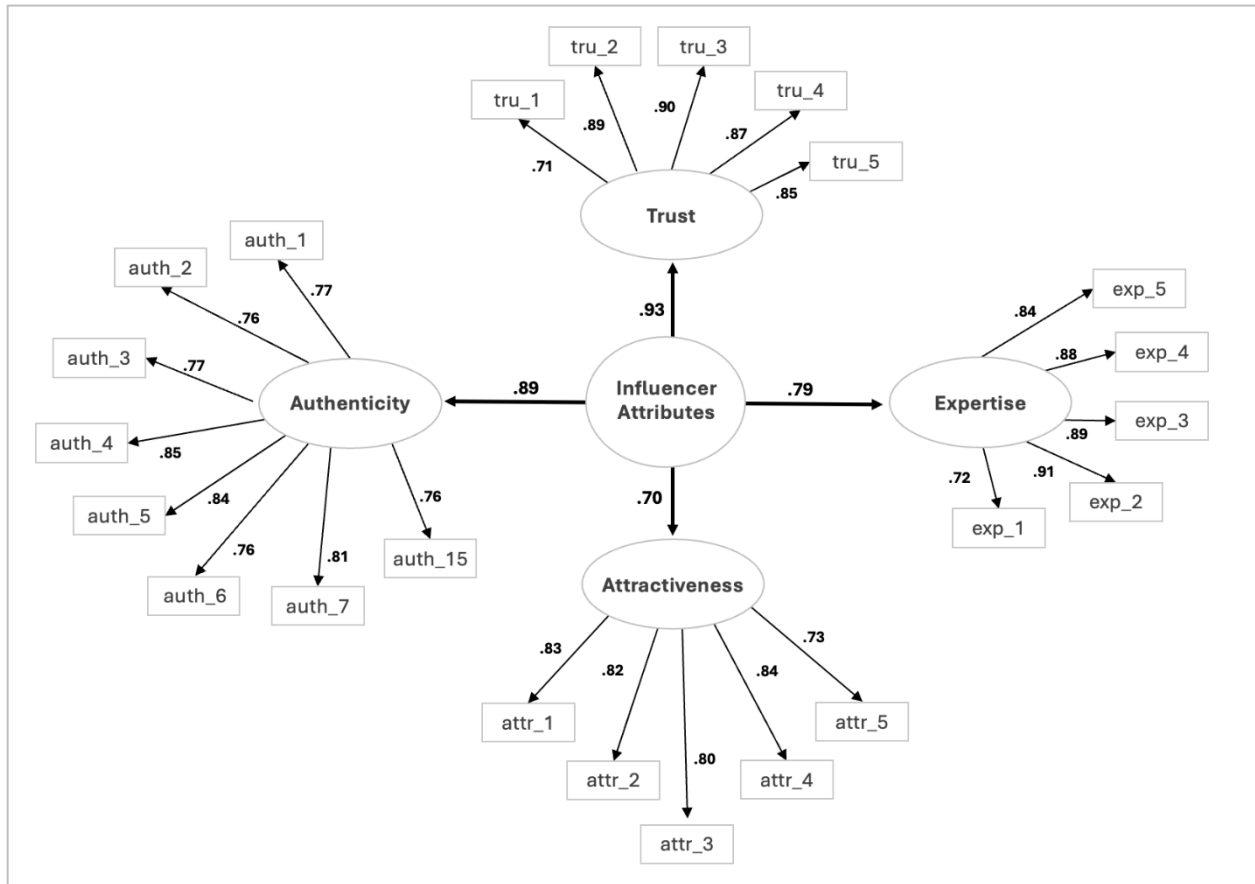 tru_2
tru_3
tru_1
tru_4
.89
.90
.87
.71
tru_5
.85
Trust
auth_1
auth_2
.77
.76
auth_3
.77
Authenticity
auth_4
.85
auth_5
.84
auth_6
.76
auth_7
.81
auth_15
.76
.93
.89
Influencer
Attributes
.79
.70
exp_5
.84
exp_4
.88
Expertise
exp_3
.89
exp_2
.91
exp_1
.72
Attractiveness
.83
.82
.80
.84
.73
attr_1
attr_2
attr_3
attr_4
attr_5